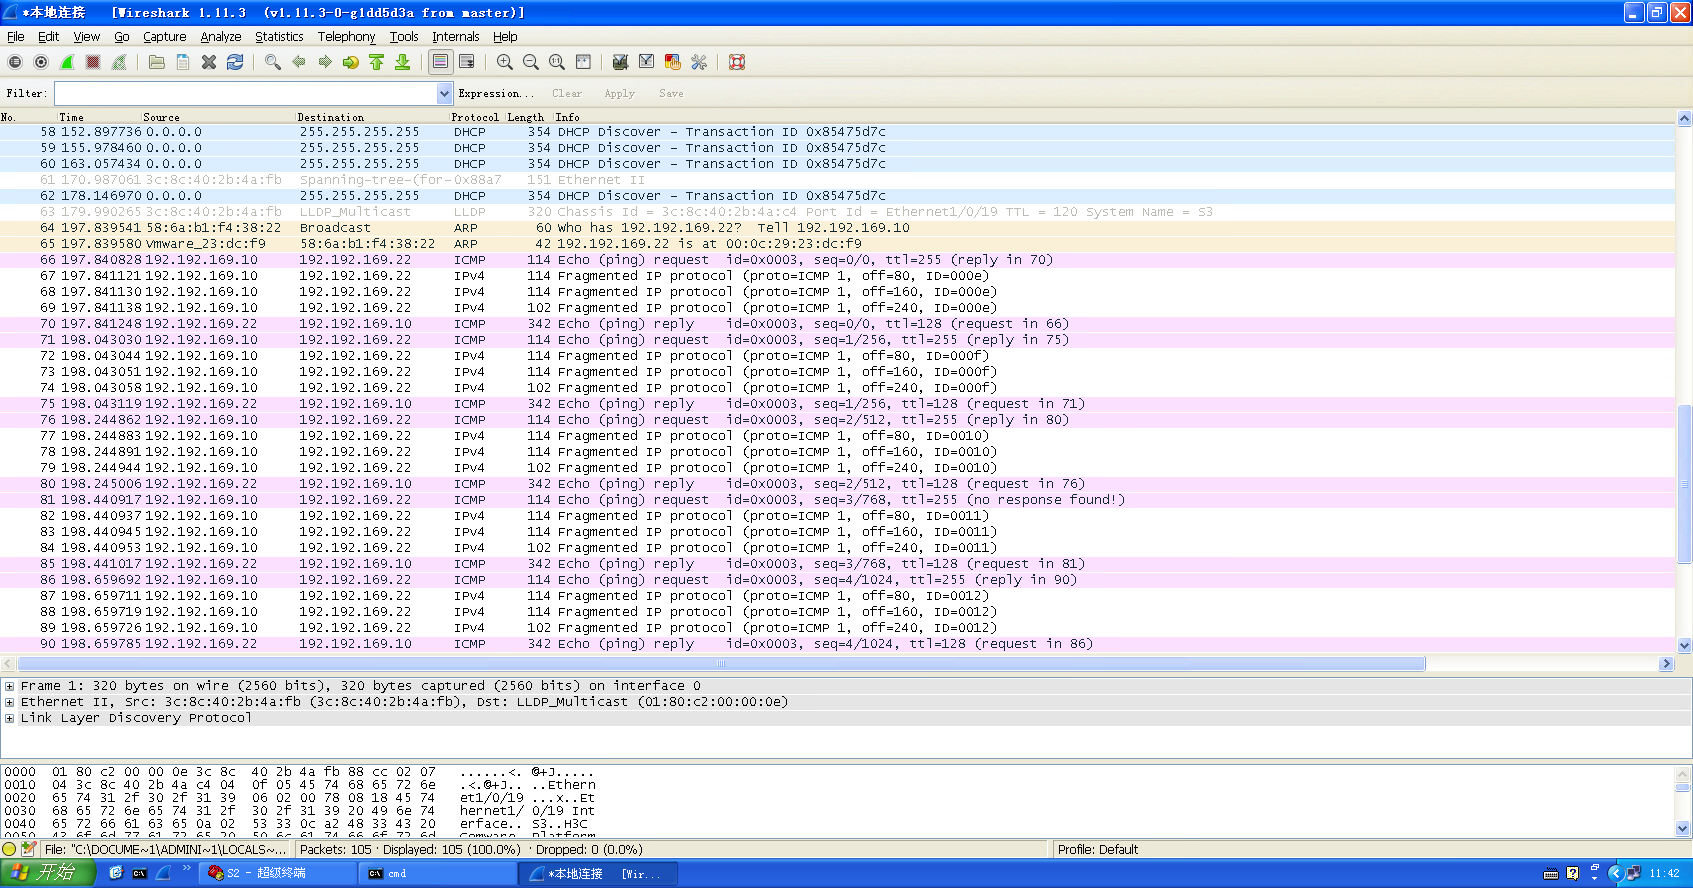 *本地连接   [Wireshark 1.11.3  (v1.11.3-0-g1dd5d3a from master)]
File Edit View Go Capture Analyze Statistics Telephony Tools Internals Help
Filter: Expression... Clear Apply Save
No. Time Source Destination Protocol Length Info
58 152.897736 0.0.0.0 255.255.255.255 DHCP 354 DHCP Discover - Transaction ID 0x85475d7c
59 155.978460 0.0.0.0 255.255.255.255 DHCP 354 DHCP Discover - Transaction ID 0x85475d7c
60 163.057434 0.0.0.0 255.255.255.255 DHCP 354 DHCP Discover - Transaction ID 0x85475d7c
61 170.987061 3c:8c:40:2b:4a:fb Spanning-tree-(for- 0x88a7 151 Ethernet II
62 178.146970 0.0.0.0 255.255.255.255 DHCP 354 DHCP Discover - Transaction ID 0x85475d7c
63 179.990265 3c:8c:40:2b:4a:fb LLDP_Multicast LLDP 320 Chassis Id = 3c:8c:40:2b:4a:c4 Port Id = Ethernet1/0/19 TTL = 120 System Name = S3
64 197.839541 58:6a:b1:f4:38:22 Broadcast ARP 60 Who has 192.192.169.22?  Tell 192.192.169.10
65 197.839580 Vmware_23:dc:f9 58:6a:b1:f4:38:22 ARP 42 192.192.169.22 is at 00:0c:29:23:dc:f9
66 197.840828 192.192.169.10 192.192.169.22 ICMP 114 Echo (ping) request  id=0x0003, seq=0/0, ttl=255 (reply in 70)
67 197.841121 192.192.169.10 192.192.169.22 IPv4 114 Fragmented IP protocol (proto=ICMP 1, off=80, ID=000e)
68 197.841130 192.192.169.10 192.192.169.22 IPv4 114 Fragmented IP protocol (proto=ICMP 1, off=160, ID=000e)
69 197.841138 192.192.169.10 192.192.169.22 IPv4 102 Fragmented IP protocol (proto=ICMP 1, off=240, ID=000e)
70 197.841248 192.192.169.22 192.192.169.10 ICMP 342 Echo (ping) reply    id=0x0003, seq=0/0, ttl=128 (request in 66)
71 198.043030 192.192.169.10 192.192.169.22 ICMP 114 Echo (ping) request  id=0x0003, seq=1/256, ttl=255 (reply in 75)
72 198.043044 192.192.169.10 192.192.169.22 IPv4 114 Fragmented IP protocol (proto=ICMP 1, off=80, ID=000f)
73 198.043051 192.192.169.10 192.192.169.22 IPv4 114 Fragmented IP protocol (proto=ICMP 1, off=160, ID=000f)
74 198.043058 192.192.169.10 192.192.169.22 IPv4 102 Fragmented IP protocol (proto=ICMP 1, off=240, ID=000f)
75 198.043119 192.192.169.22 192.192.169.10 ICMP 342 Echo (ping) reply    id=0x0003, seq=1/256, ttl=128 (request in 71)
76 198.244862 192.192.169.10 192.192.169.22 ICMP 114 Echo (ping) request  id=0x0003, seq=2/512, ttl=255 (reply in 80)
77 198.244883 192.192.169.10 192.192.169.22 IPv4 114 Fragmented IP protocol (proto=ICMP 1, off=80, ID=0010)
78 198.244891 192.192.169.10 192.192.169.22 IPv4 114 Fragmented IP protocol (proto=ICMP 1, off=160, ID=0010)
79 198.244944 192.192.169.10 192.192.169.22 IPv4 102 Fragmented IP protocol (proto=ICMP 1, off=240, ID=0010)
80 198.245006 192.192.169.22 192.192.169.10 ICMP 342 Echo (ping) reply    id=0x0003, seq=2/512, ttl=128 (request in 76)
81 198.440917 192.192.169.10 192.192.169.22 ICMP 114 Echo (ping) request  id=0x0003, seq=3/768, ttl=255 (no response found!)
82 198.440937 192.192.169.10 192.192.169.22 IPv4 114 Fragmented IP protocol (proto=ICMP 1, off=80, ID=0011)
83 198.440945 192.192.169.10 192.192.169.22 IPv4 114 Fragmented IP protocol (proto=ICMP 1, off=160, ID=0011)
84 198.440953 192.192.169.10 192.192.169.22 IPv4 102 Fragmented IP protocol (proto=ICMP 1, off=240, ID=0011)
85 198.441017 192.192.169.22 192.192.169.10 ICMP 342 Echo (ping) reply    id=0x0003, seq=3/768, ttl=128 (request in 81)
86 198.659692 192.192.169.10 192.192.169.22 ICMP 114 Echo (ping) request  id=0x0003, seq=4/1024, ttl=255 (reply in 90)
87 198.659711 192.192.169.10 192.192.169.22 IPv4 114 Fragmented IP protocol (proto=ICMP 1, off=80, ID=0012)
88 198.659719 192.192.169.10 192.192.169.22 IPv4 114 Fragmented IP protocol (proto=ICMP 1, off=160, ID=0012)
89 198.659726 192.192.169.10 192.192.169.22 IPv4 102 Fragmented IP protocol (proto=ICMP 1, off=240, ID=0012)
90 198.659785 192.192.169.22 192.192.169.10 ICMP 342 Echo (ping) reply    id=0x0003, seq=4/1024, ttl=128 (request in 86)
Frame 1: 320 bytes on wire (2560 bits), 320 bytes captured (2560 bits) on interface 0
Ethernet II, Src: 3c:8c:40:2b:4a:fb (3c:8c:40:2b:4a:fb), Dst: LLDP_Multicast (01:80:c2:00:00:0e)
Link Layer Discovery Protocol
0000  01 80 c2 00 00 0e 3c 8c  40 2b 4a fb 88 cc 02 07   ......<. @+J.....
0010  04 3c 8c 40 2b 4a c4 04  0f 05 45 74 68 65 72 6e   .<.@+J.. ..Ethern
0020  65 74 31 2f 30 2f 31 39  06 02 00 78 08 18 45 74   et1/0/19 ...x..Et
0030  68 65 72 6e 65 74 31 2f  30 2f 31 39 20 49 6e 74   hernet1/ 0/19 Int
0040  65 72 66 61 63 65 0a 02  53 33 0c a2 48 33 43 20   erface.. S3..H3C
0050  43 6f 6d 77 61 72 65 20  50 6c 61 74 66 6f 72 6d   Comware  Platform
File: "C:\DOCUME~1\ADMINI~1\LOCALS~... Packets: 105 · Displayed: 105 (100.0%)  · Dropped: 0 (0.0%) Profile: Default
开始 S2 - 超级终端 cmd *本地连接   [Wir... 11:42